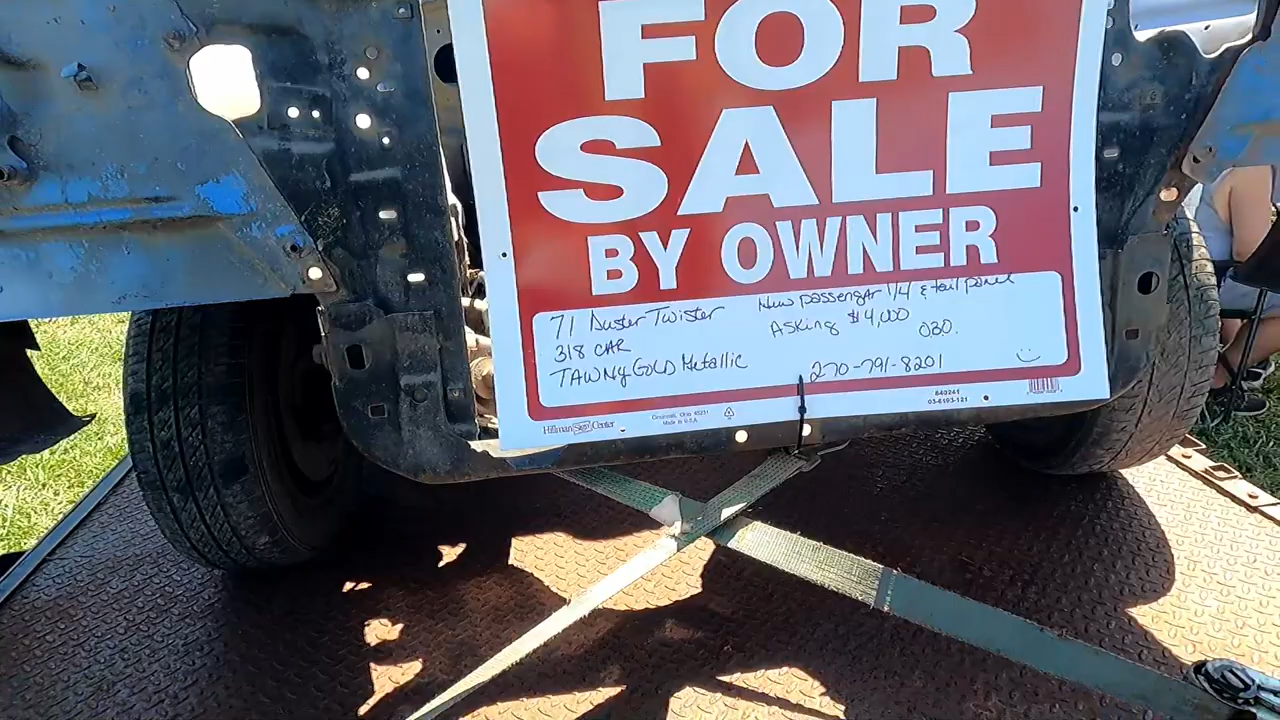 FOR
SALE
BY OWNER
71 Duster Twister
318 CAR
TAWNY GOLD Metallic
New passenger 1/4 & tail panel
Asking $4,000
OBO.
270-791-8201
Hillman Sign Center
Cincinnati, Ohio 45231
Made in U.S.A.
840241
03-6193-121